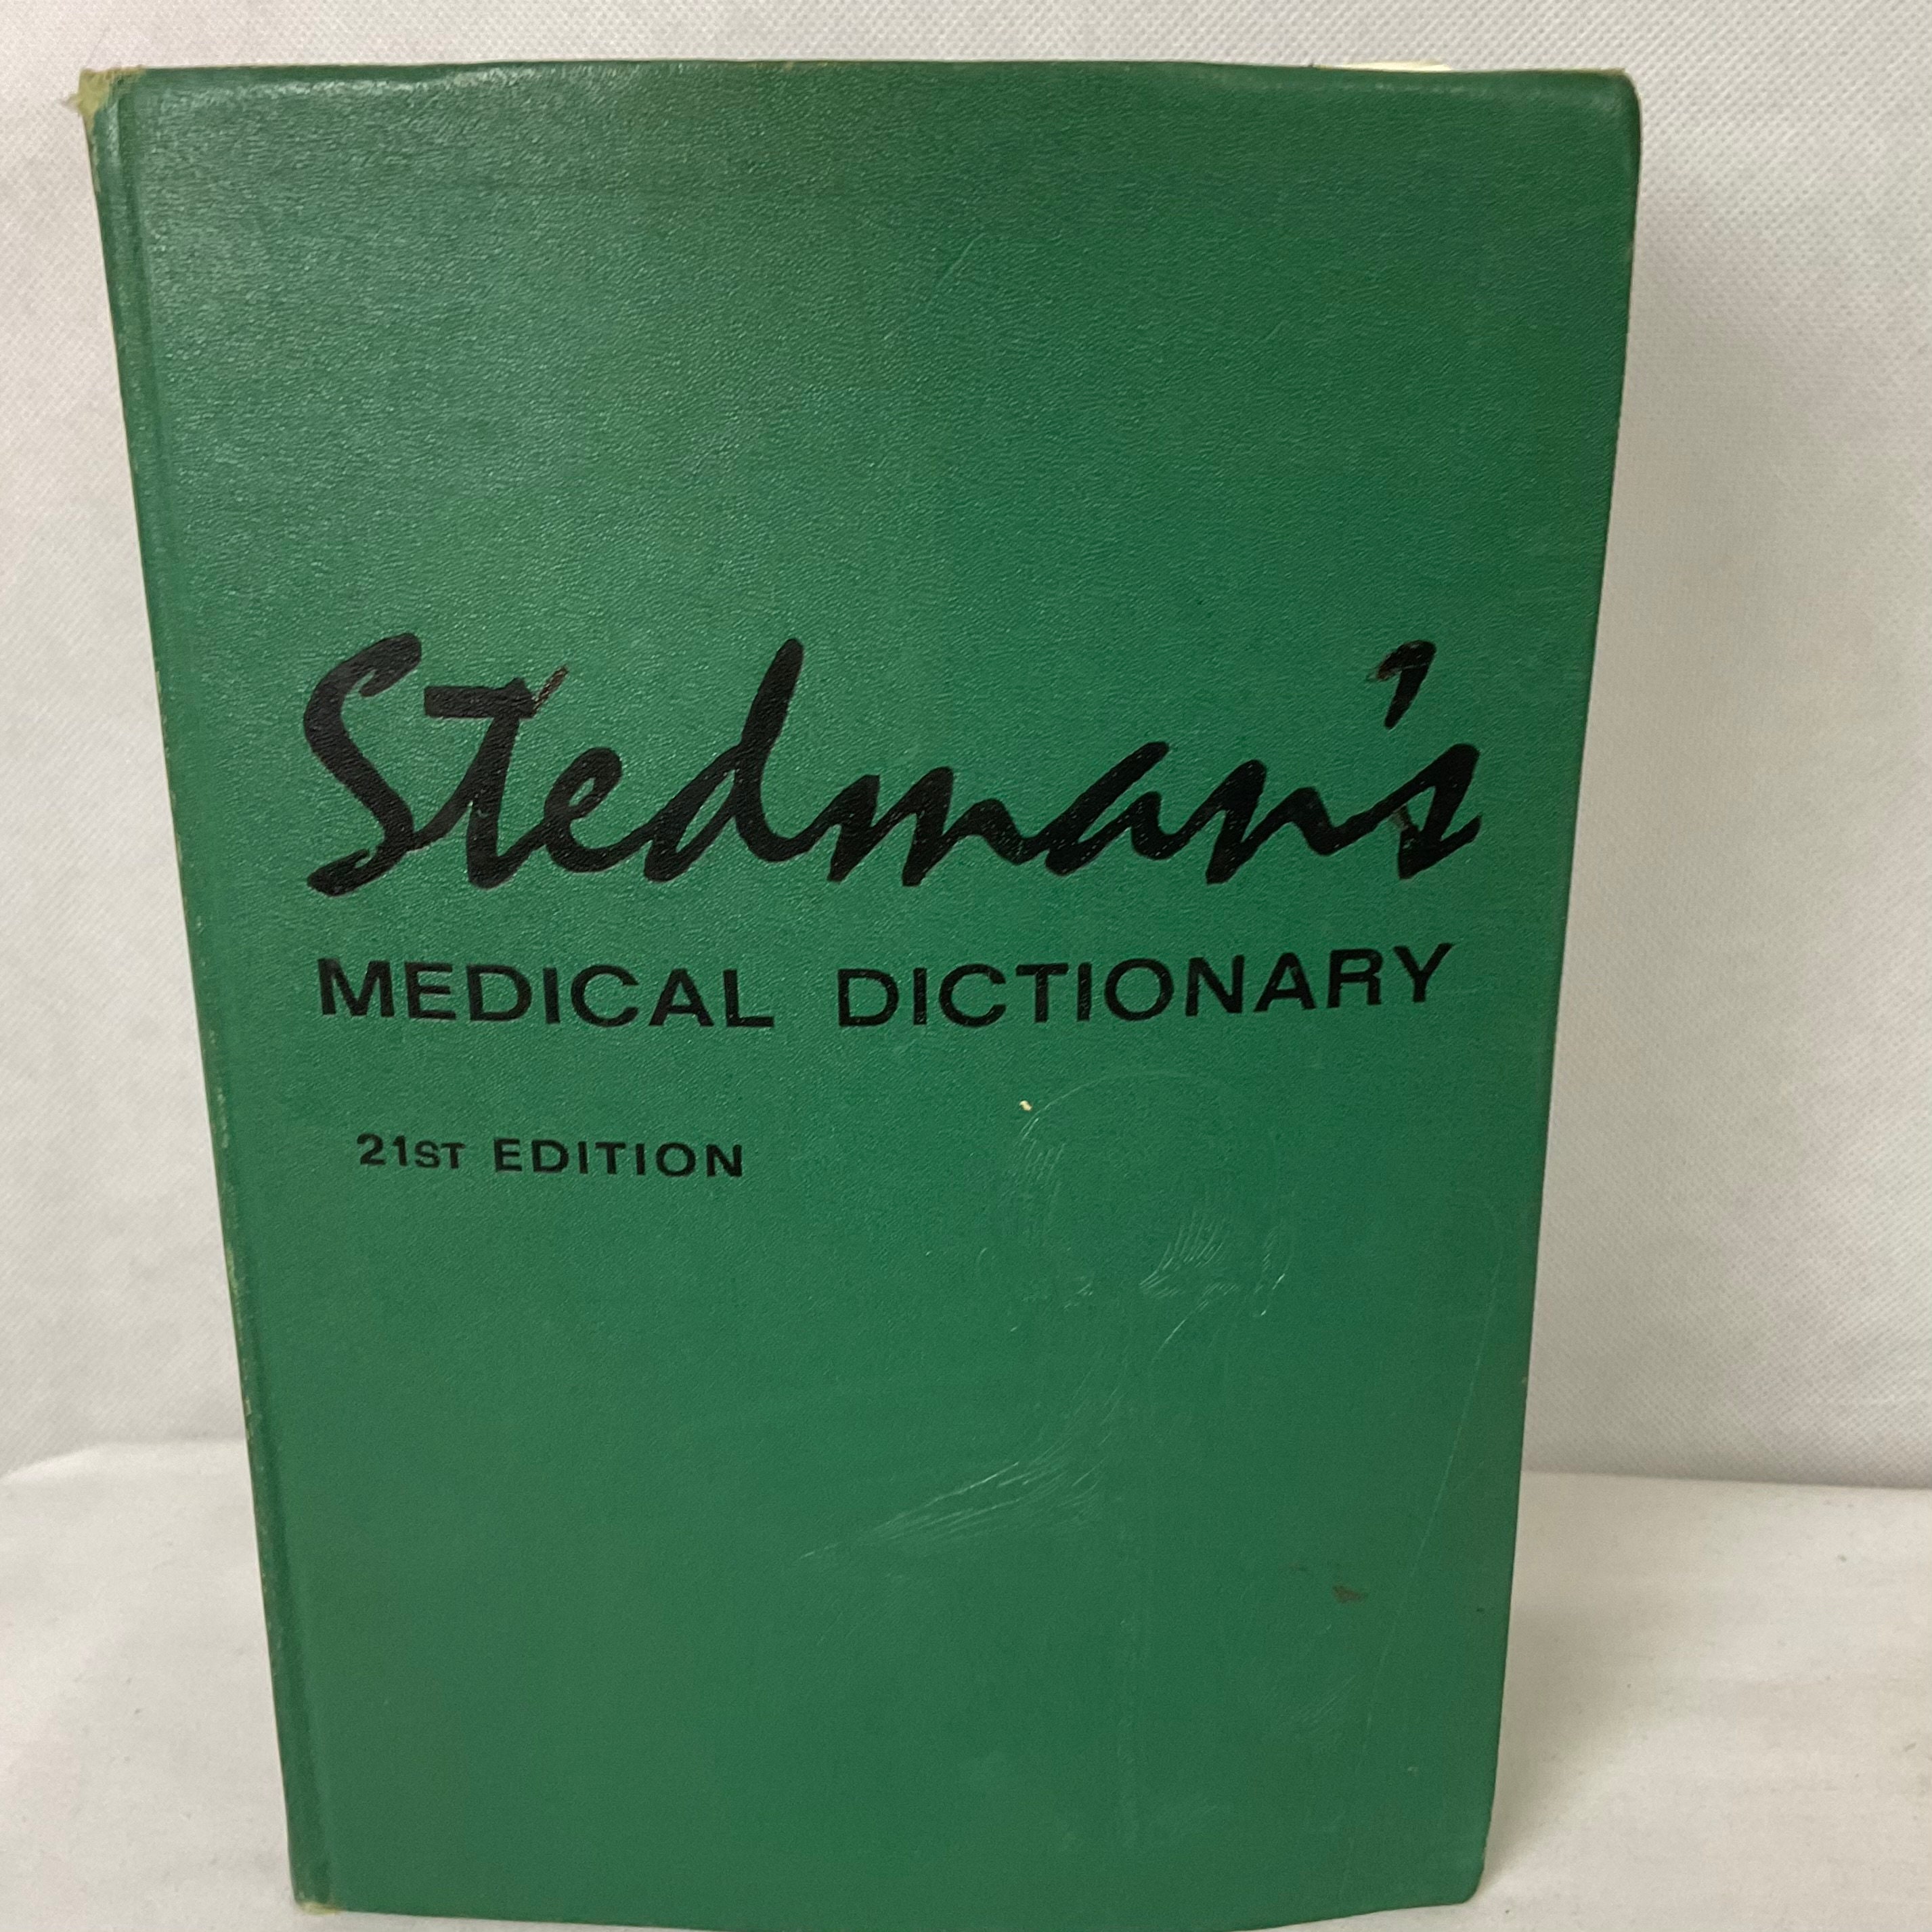 Stedman's
MEDICAL DICTIONARY
21ST EDITION